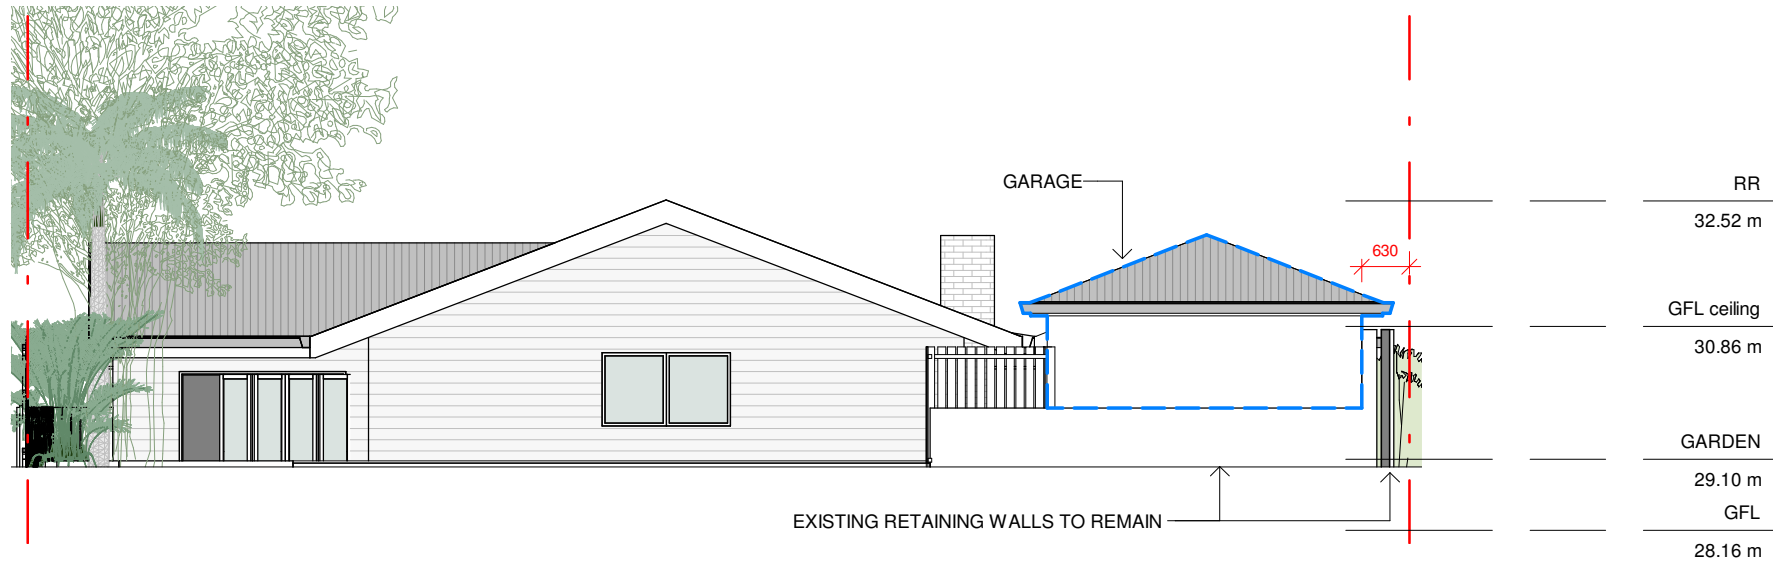 GARAGE
RR
32.52 m
630
GFL ceiling
30.86 m
GARDEN
29.10 m
EXISTING RETAINING WALLS TO REMAIN
GFL
28.16 m